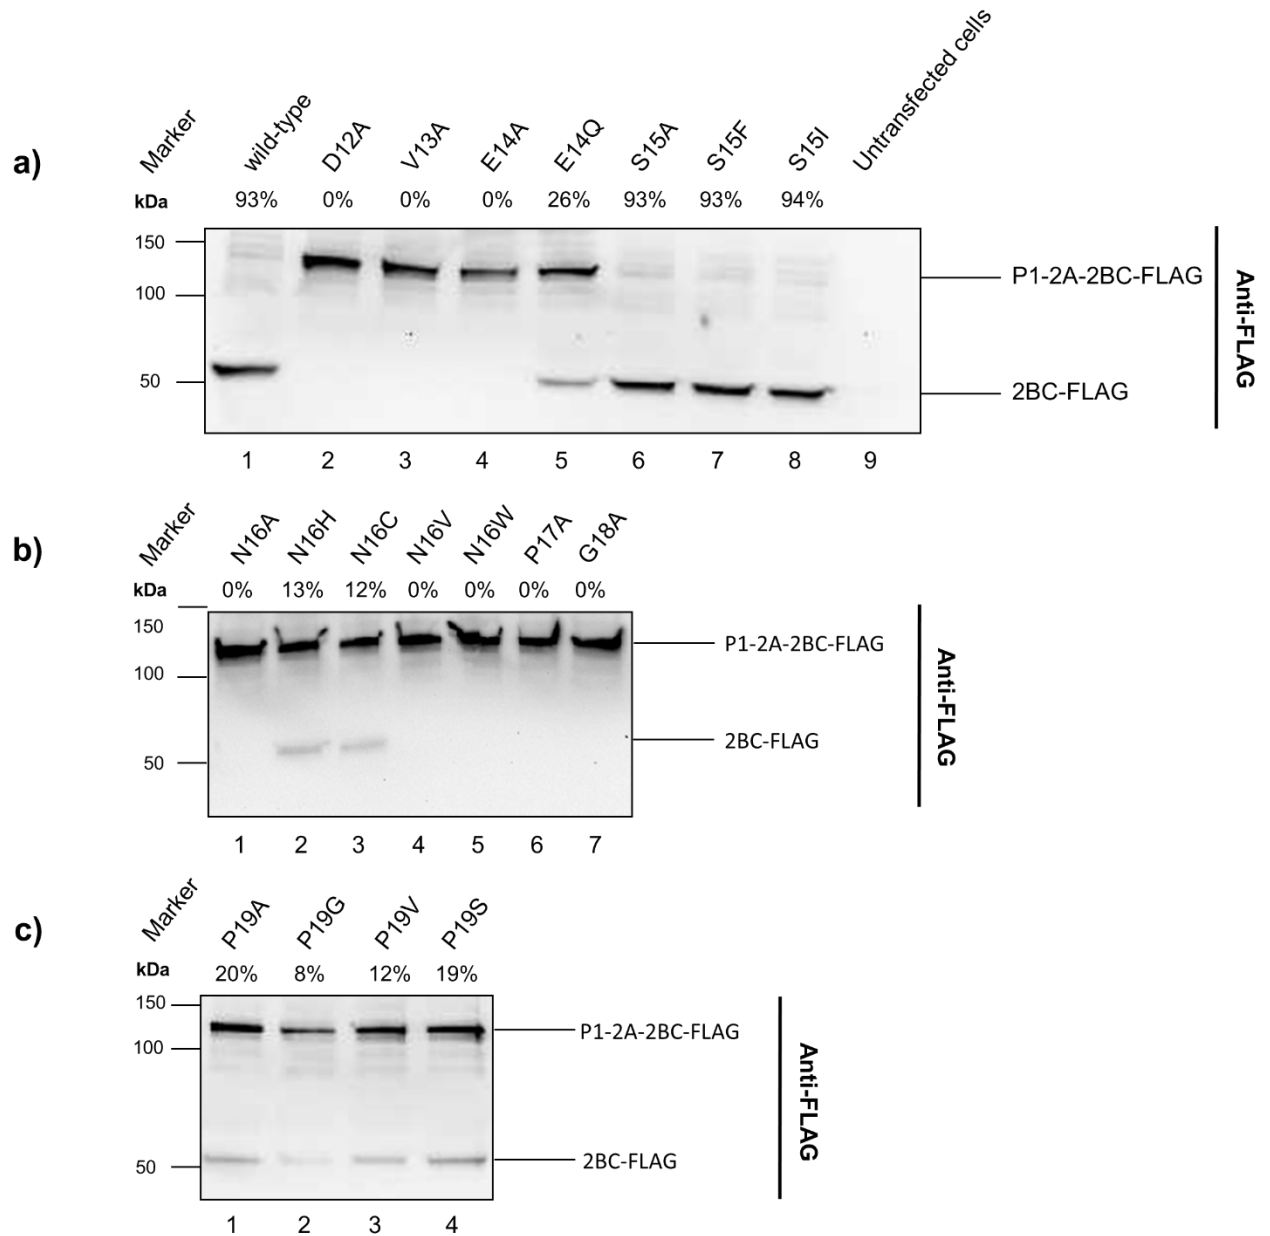 a)
Marker wild-type D12A V13A E14A E14Q S15A S15F S15I Untransfected cells
kDa 93% 0% 0% 0% 26% 93% 93% 94%
150
100
50
P1-2A-2BC-FLAG
2BC-FLAG
Anti-FLAG
1 2 3 4 5 6 7 8 9
b)
Marker N16A N16H N16C N16V N16W P17A G18A
kDa 0% 13% 12% 0% 0% 0% 0%
150
100
50
P1-2A-2BC-FLAG
2BC-FLAG
Anti-FLAG
1 2 3 4 5 6 7
c)
Marker P19A P19G P19V P19S
kDa 20% 8% 12% 19%
150
100
50
P1-2A-2BC-FLAG
2BC-FLAG
Anti-FLAG
1 2 3 4